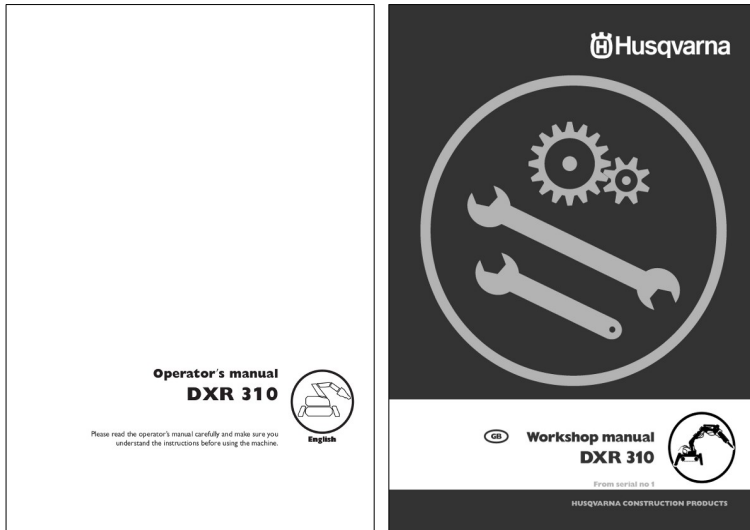 Operator's manual
DXR 310
Please read the operator's manual carefully and make sure you
understand the instructions before using the machine.
English
Husqvarna
GB
Workshop manual
DXR 310
From serial no 1
HUSQVARNA CONSTRUCTION PRODUCTS